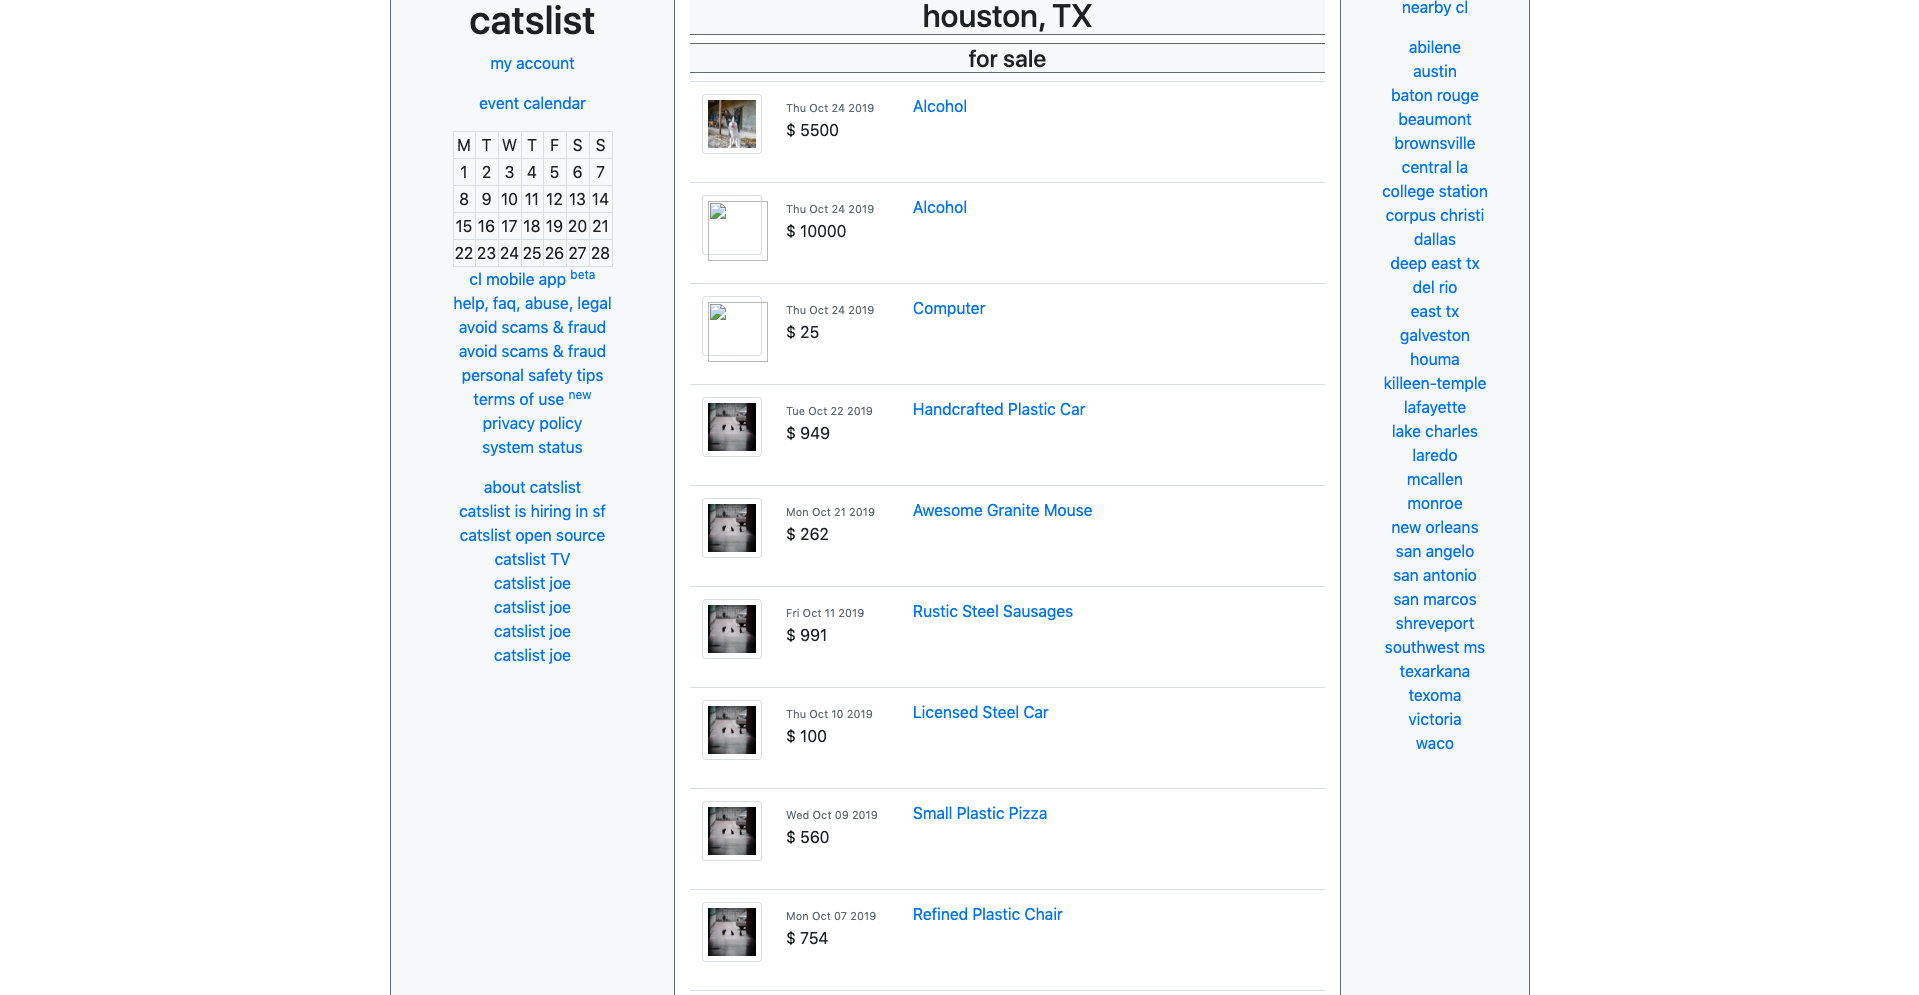 catslist
my account
event calendar
M T W T F S S
1 2 3 4 5 6 7
8 9 10 11 12 13 14
15 16 17 18 19 20 21
22 23 24 25 26 27 28
cl mobile app beta
help, faq, abuse, legal
avoid scams & fraud
avoid scams & fraud
personal safety tips
terms of use new
privacy policy
system status
about catslist
catslist is hiring in sf
catslist open source
catslist TV
catslist joe
catslist joe
catslist joe
catslist joe
houston, TX
for sale
Thu Oct 24 2019 Alcohol
$ 5500
Thu Oct 24 2019 Alcohol
$ 10000
Thu Oct 24 2019 Computer
$ 25
Tue Oct 22 2019 Handcrafted Plastic Car
$ 949
Mon Oct 21 2019 Awesome Granite Mouse
$ 262
Fri Oct 11 2019 Rustic Steel Sausages
$ 991
Thu Oct 10 2019 Licensed Steel Car
$ 100
Wed Oct 09 2019 Small Plastic Pizza
$ 560
Mon Oct 07 2019 Refined Plastic Chair
$ 754
nearby cl
abilene
austin
baton rouge
beaumont
brownsville
central la
college station
corpus christi
dallas
deep east tx
del rio
east tx
galveston
houma
killeen-temple
lafayette
lake charles
laredo
mcallen
monroe
new orleans
san angelo
san antonio
san marcos
shreveport
southwest ms
texarkana
texoma
victoria
waco